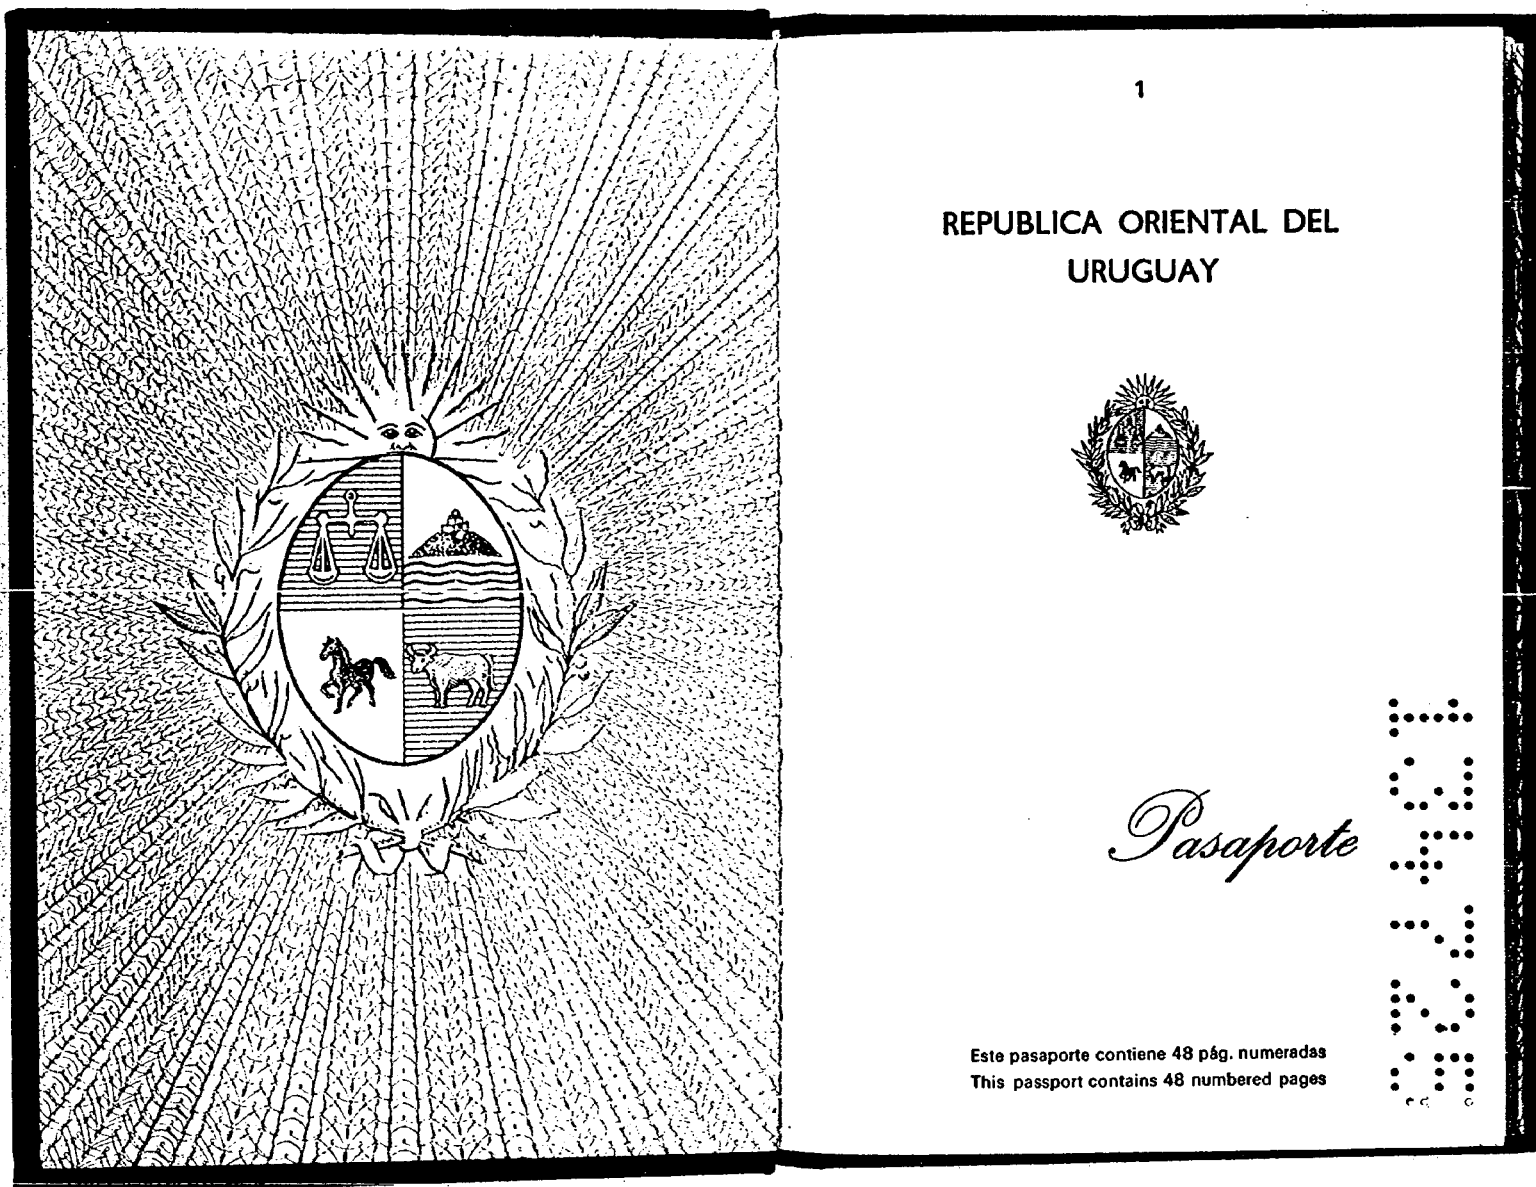 1
REPUBLICA ORIENTAL DEL
URUGUAY
Pasaporte
Este pasaporte contiene 48 pág. numeradas
This passport contains 48 numbered pages